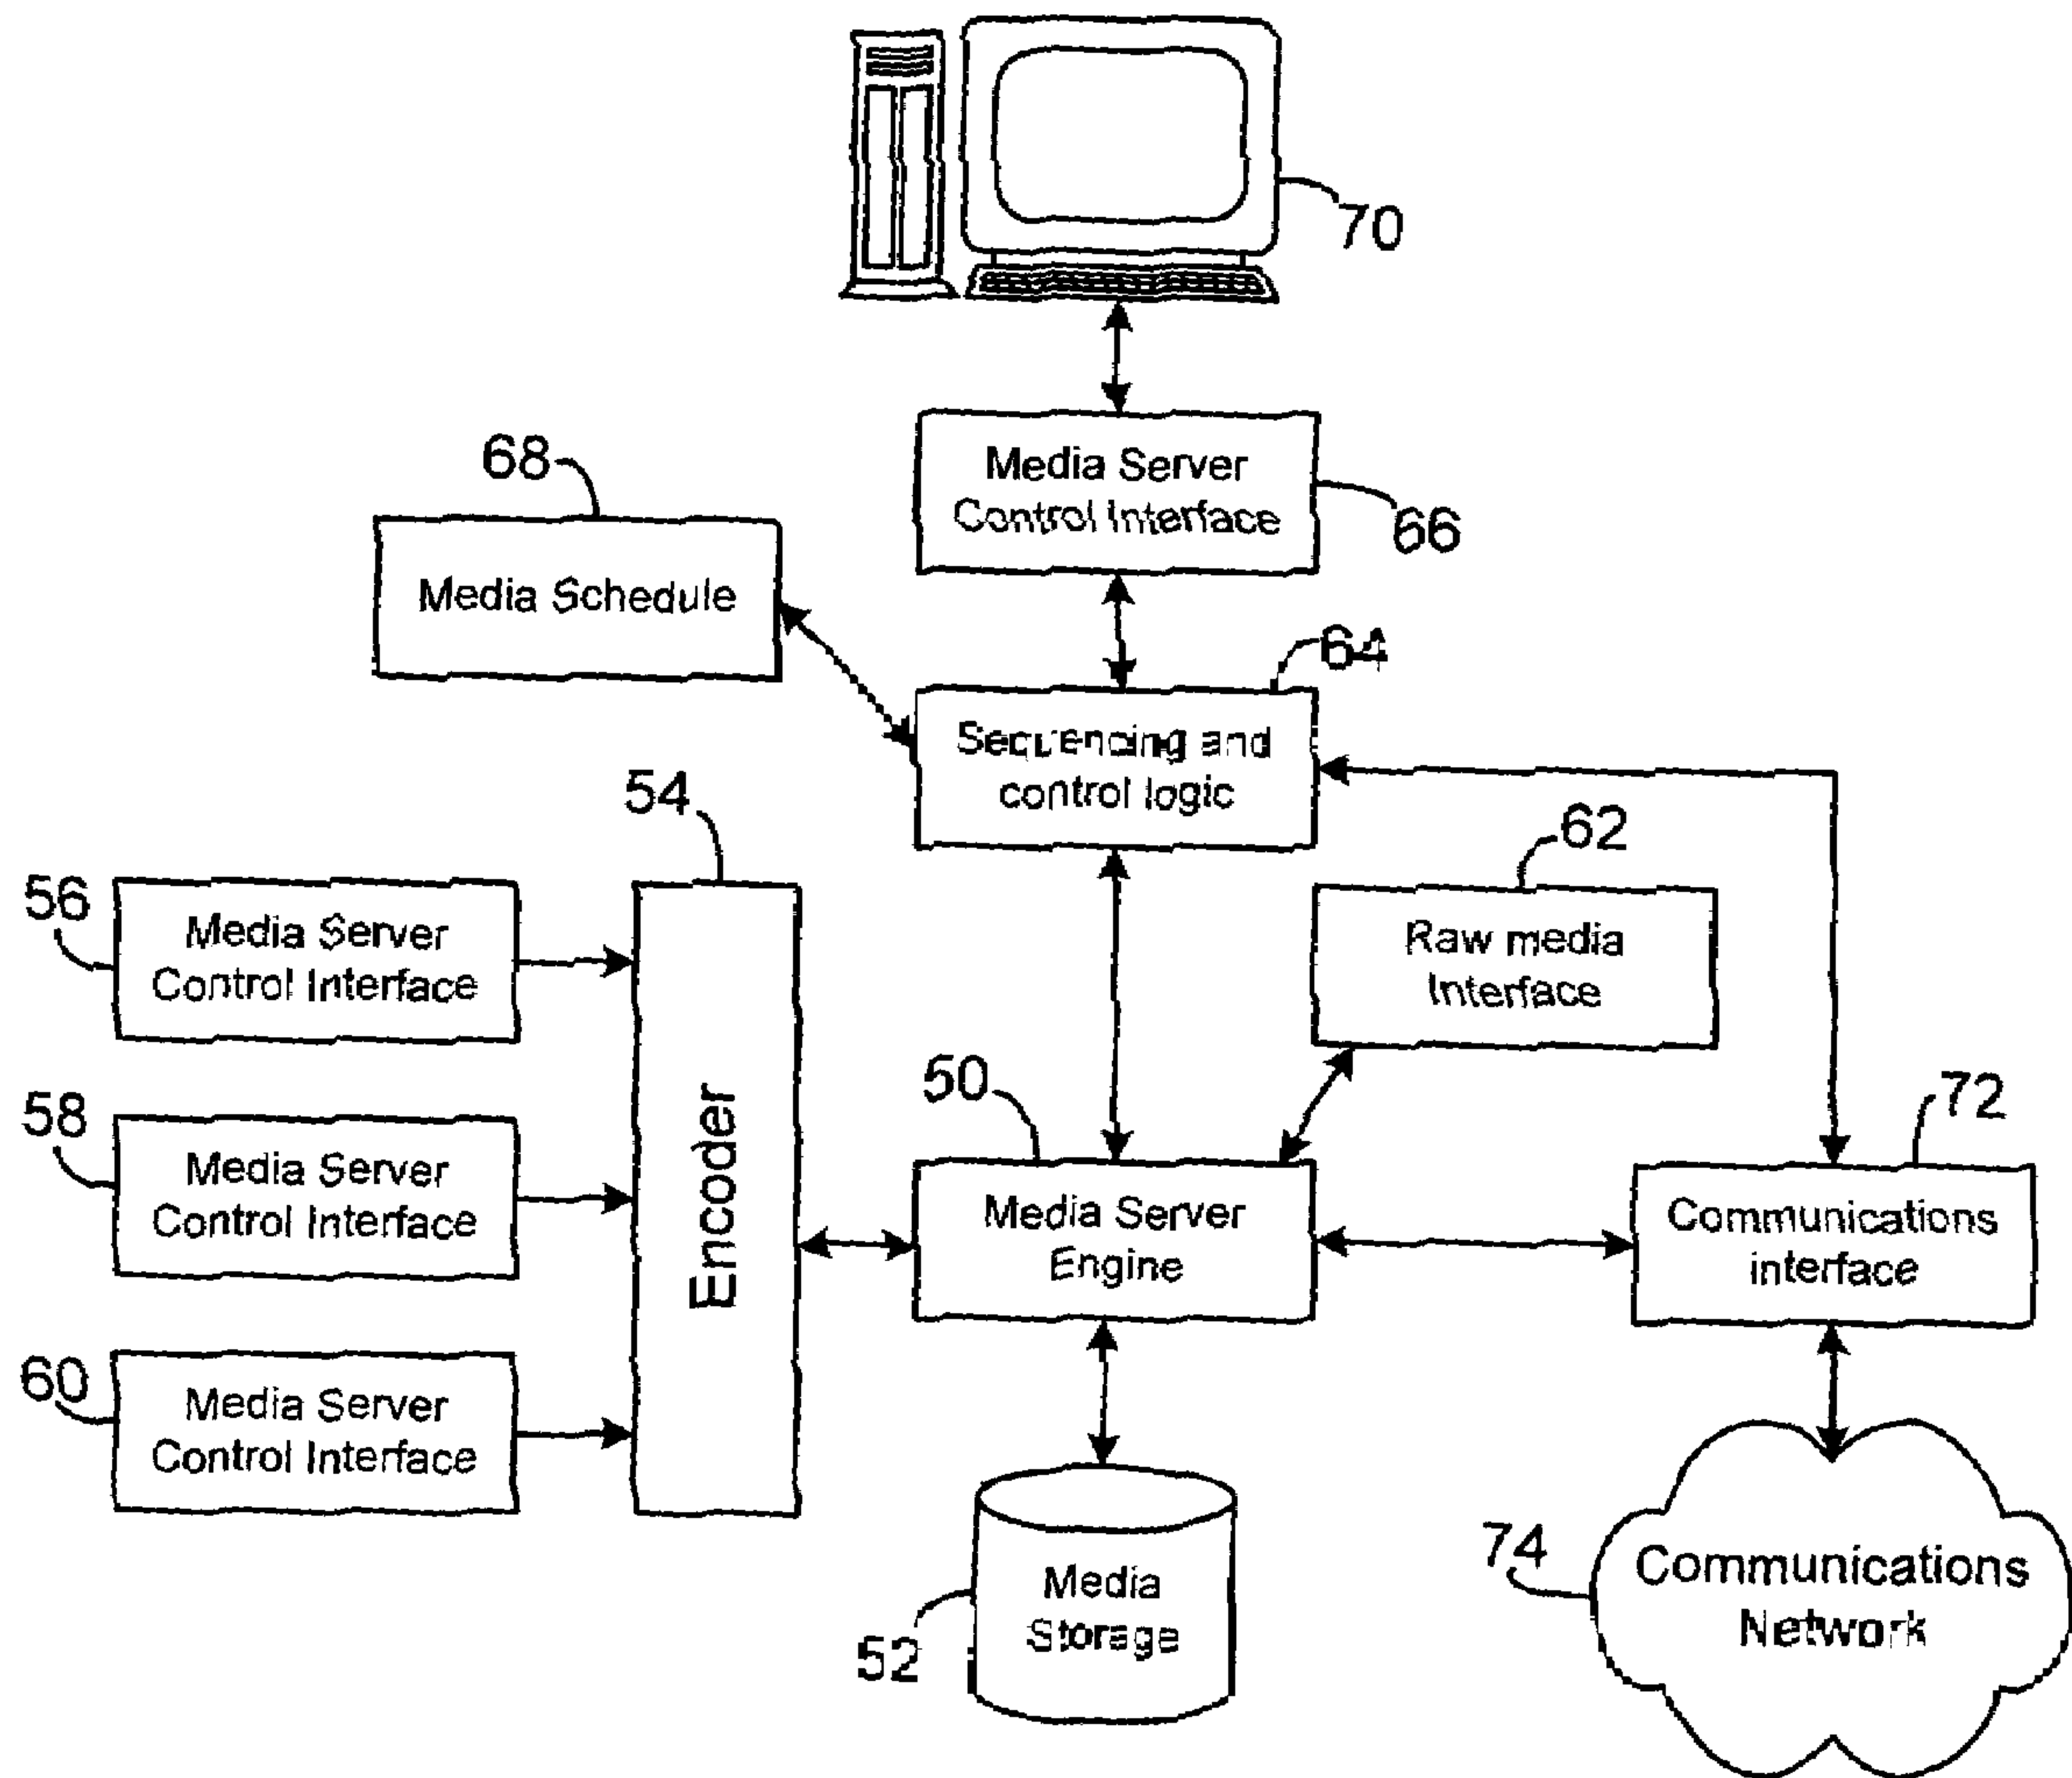 70
Media Server
Control Interface
66
68
Media Schedule
64
Sequencing and
control logic
54
62
56
Media Server
Control Interface
Raw media
Interface
Encoder
50
72
58
Media Server
Control Interface
Media Server
Engine
Communications
interface
60
Media Server
Control Interface
74
Communications
Network
Media
Storage
52